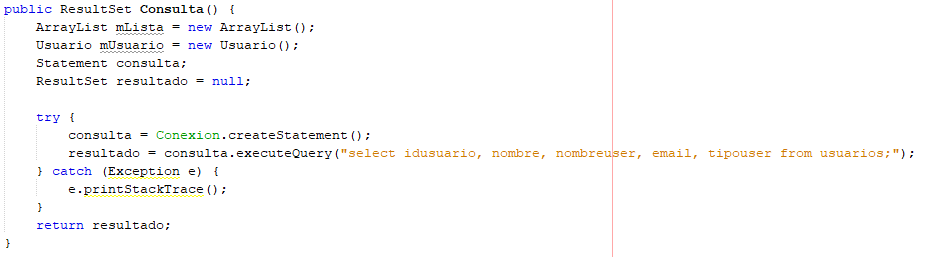 public ResultSet Consulta() {
    ArrayList mLista = new ArrayList();
    Usuario mUsuario = new Usuario();
    Statement consulta;
    ResultSet resultado = null;

    try {
        consulta = Conexion.createStatement();
        resultado = consulta.executeQuery("select idusuario, nombre, nombreuser, email, tipouser from usuarios;");
    } catch (Exception e) {
        e.printStackTrace();
    }
    return resultado;
}